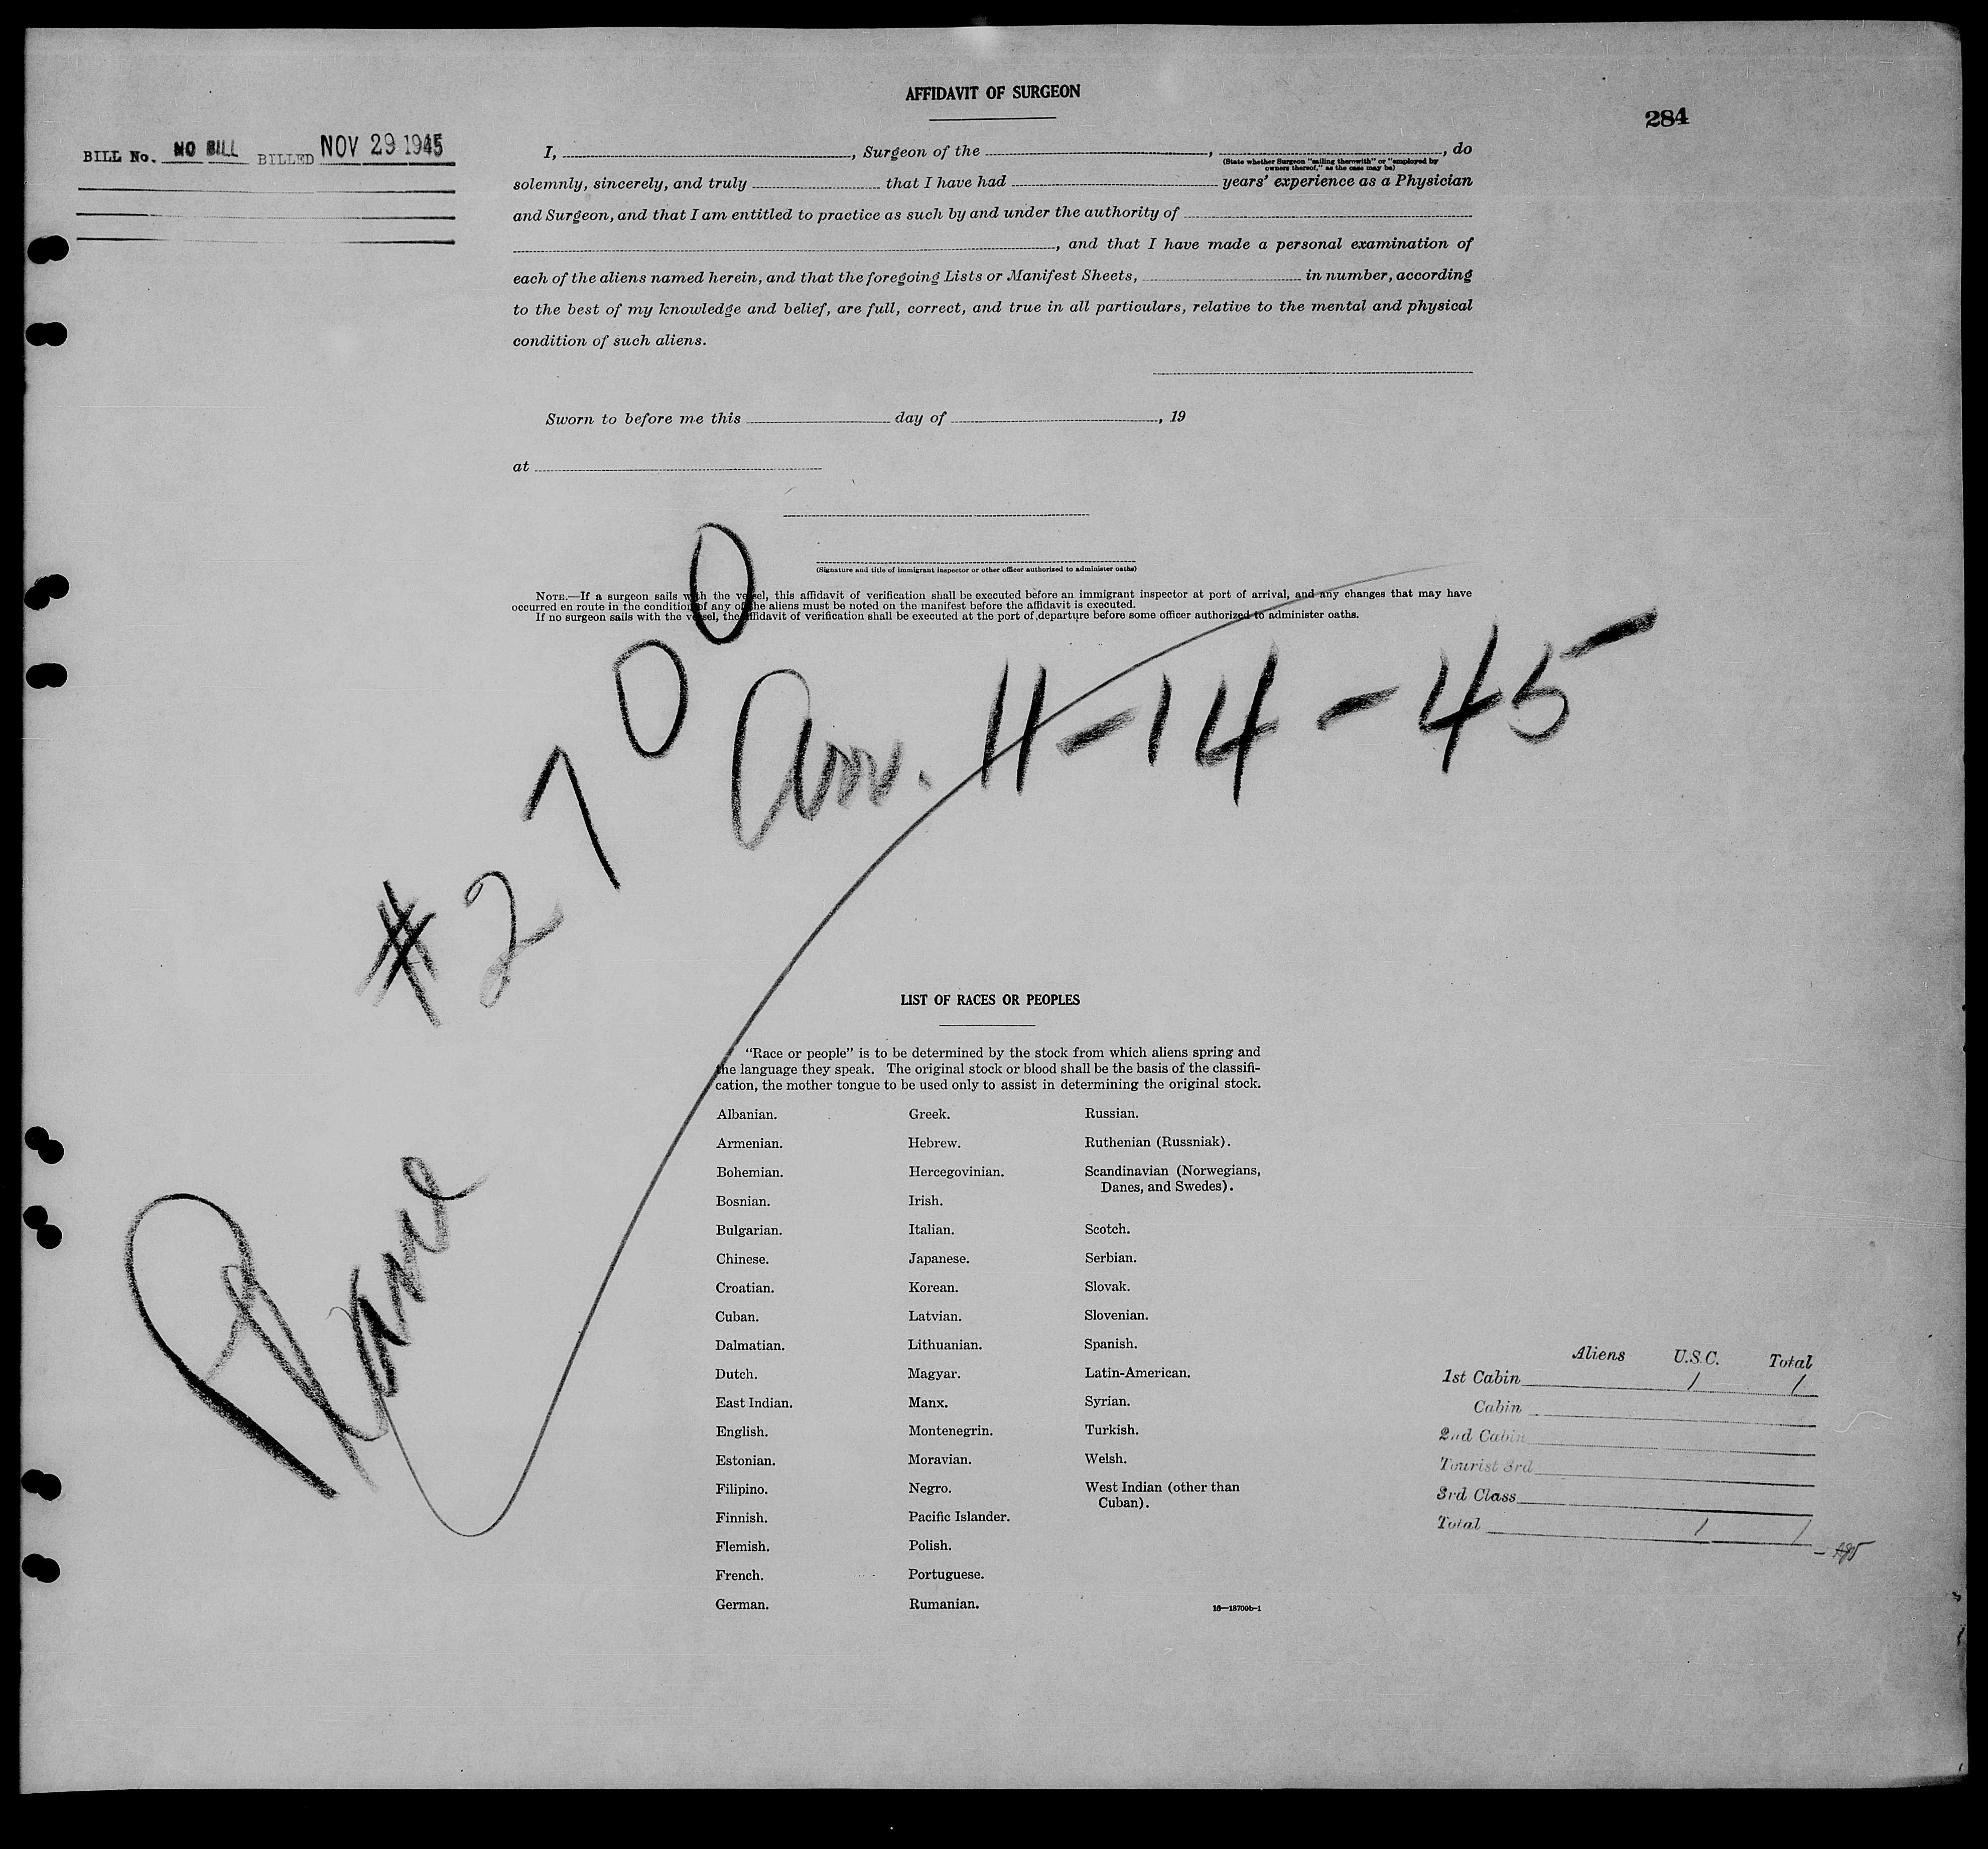 AFFIDAVIT OF SURGEON
284
BILL No. NO BILL BILLED NOV 29 1945
I, , Surgeon of the , , do
(State whether Surgeon "sailing therewith" or "employed by
owners thereof," as the case may be)
solemnly, sincerely, and truly that I have had years' experience as a Physician
and Surgeon, and that I am entitled to practice as such by and under the authority of
, and that I have made a personal examination of
each of the aliens named herein, and that the foregoing Lists or Manifest Sheets, in number, according
to the best of my knowledge and belief, are full, correct, and true in all particulars, relative to the mental and physical
condition of such aliens.
Sworn to before me this day of , 19
at
(Signature and title of immigrant inspector or other officer authorized to administer oaths)
NOTE.—If a surgeon sails with the vessel, this affidavit of verification shall be executed before an immigrant inspector at port of arrival, and any changes that may have
occurred en route in the condition of any of the aliens must be noted on the manifest before the affidavit is executed.
If no surgeon sails with the vessel, the affidavit of verification shall be executed at the port of departure before some officer authorized to administer oaths.
#2700
Arr. 11-14-45
Plane
LIST OF RACES OR PEOPLES
"Race or people" is to be determined by the stock from which aliens spring and
the language they speak. The original stock or blood shall be the basis of the classifi-
cation, the mother tongue to be used only to assist in determining the original stock.
Albanian.
Armenian.
Bohemian.
Bosnian.
Bulgarian.
Chinese.
Croatian.
Cuban.
Dalmatian.
Dutch.
East Indian.
English.
Estonian.
Filipino.
Finnish.
Flemish.
French.
German.
Greek.
Hebrew.
Hercegovinian.
Irish.
Italian.
Japanese.
Korean.
Latvian.
Lithuanian.
Magyar.
Manx.
Montenegrin.
Moravian.
Negro.
Pacific Islander.
Polish.
Portuguese.
Rumanian.
Russian.
Ruthenian (Russniak).
Scandinavian (Norwegians,
Danes, and Swedes).
Scotch.
Serbian.
Slovak.
Slovenian.
Spanish.
Latin-American.
Syrian.
Turkish.
Welsh.
West Indian (other than
Cuban).
16—18700b-1
Aliens U.S.C. Total
1st Cabin 1 1
Cabin
2nd Cabin
Tourist 3rd
3rd Class
Total 1 1